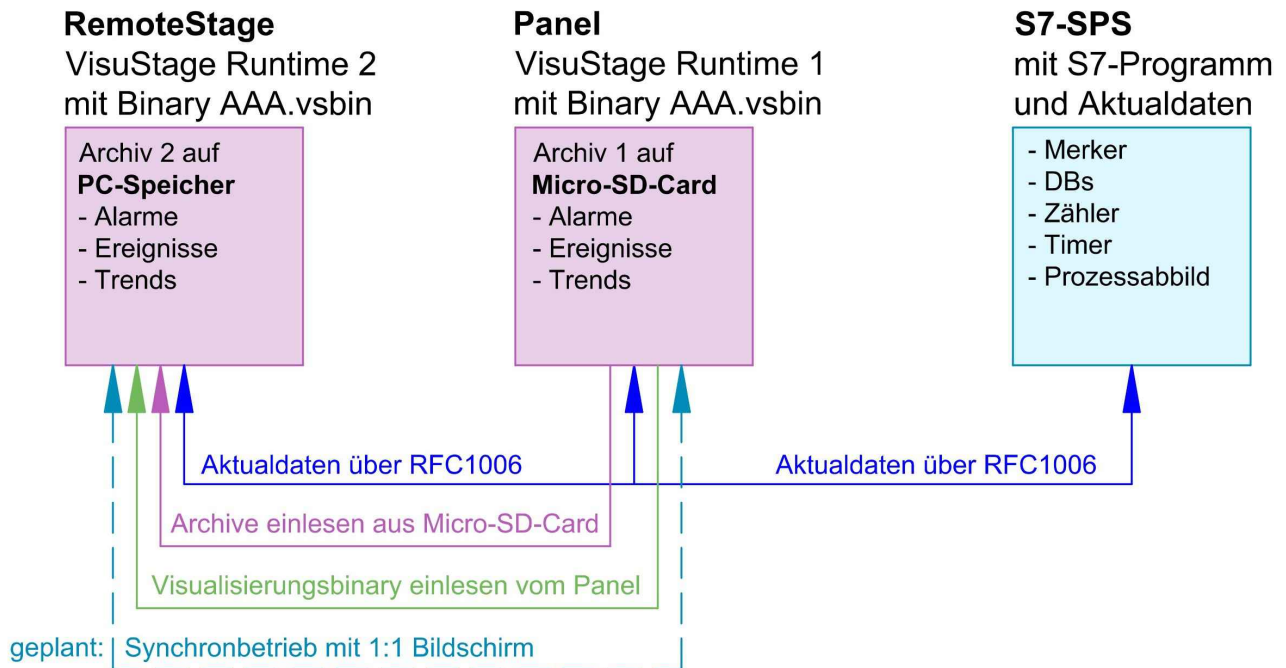 RemoteStage
VisuStage Runtime 2
mit Binary AAA.vsbin
Archiv 2 auf
PC-Speicher
- Alarme
- Ereignisse
- Trends
Panel
VisuStage Runtime 1
mit Binary AAA.vsbin
Archiv 1 auf
Micro-SD-Card
- Alarme
- Ereignisse
- Trends
S7-SPS
mit S7-Programm
und Aktualdaten
- Merker
- DBs
- Zähler
- Timer
- Prozessabbild
Aktualdaten über RFC1006
Aktualdaten über RFC1006
Archive einlesen aus Micro-SD-Card
Visualisierungsbinary einlesen vom Panel
geplant: Synchronbetrieb mit 1:1 Bildschirm